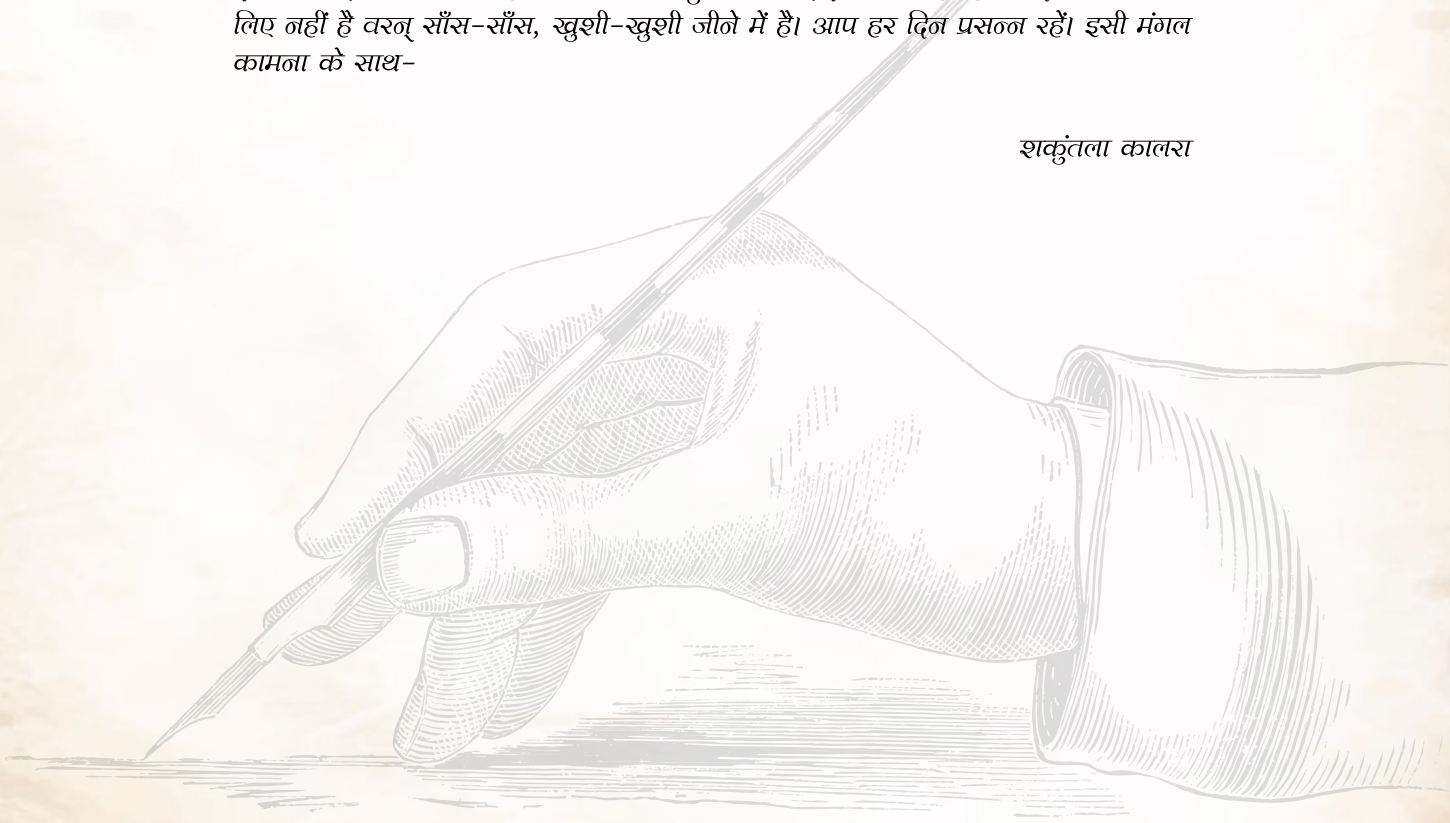 लिए नहीं है वरन् साँस-साँस, खुशी-खुशी जीने में है। आप हर दिन प्रसन्न रहें। इसी मंगल
कामना के साथ-
शकुंतला कालरा